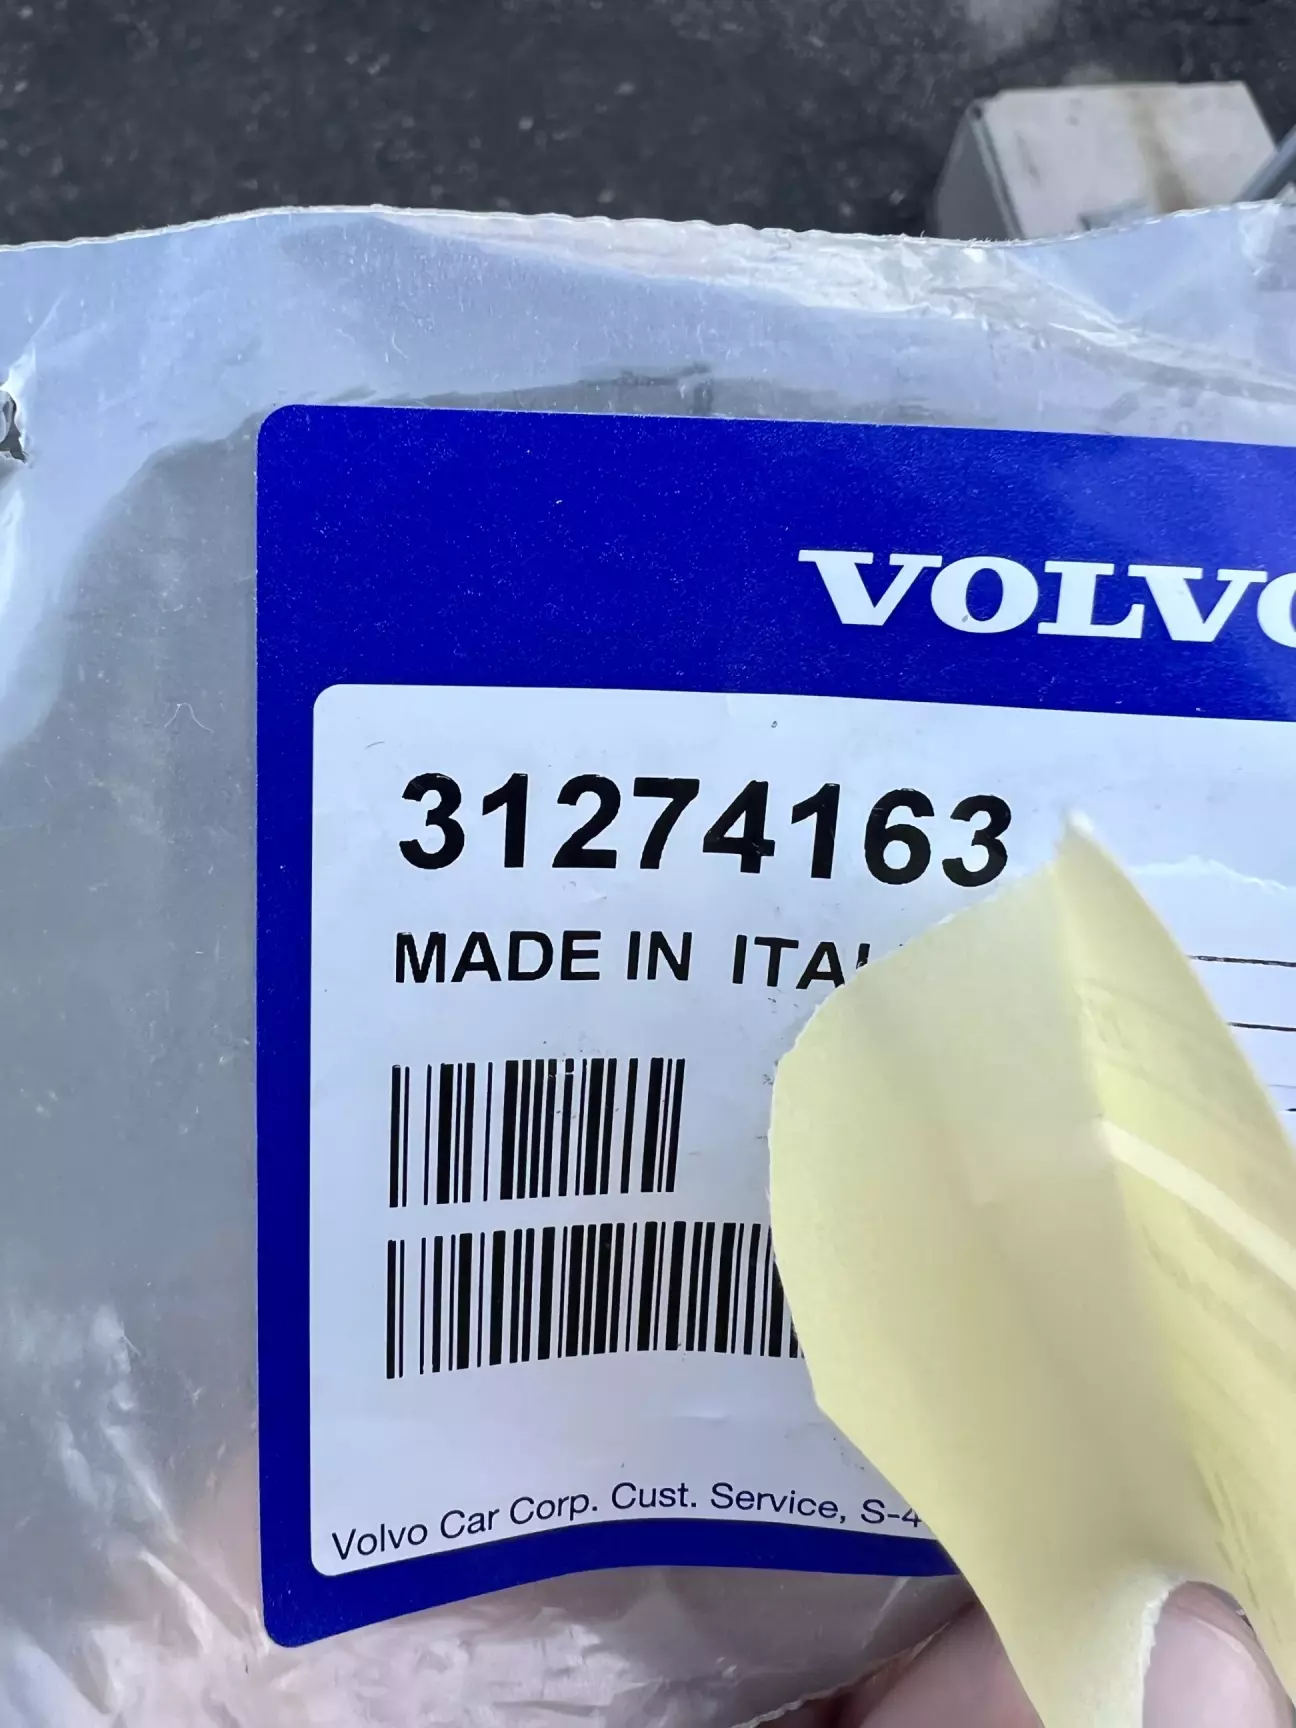 VOLVO
31274163
MADE IN ITAL
Volvo Car Corp. Cust. Service, S-4